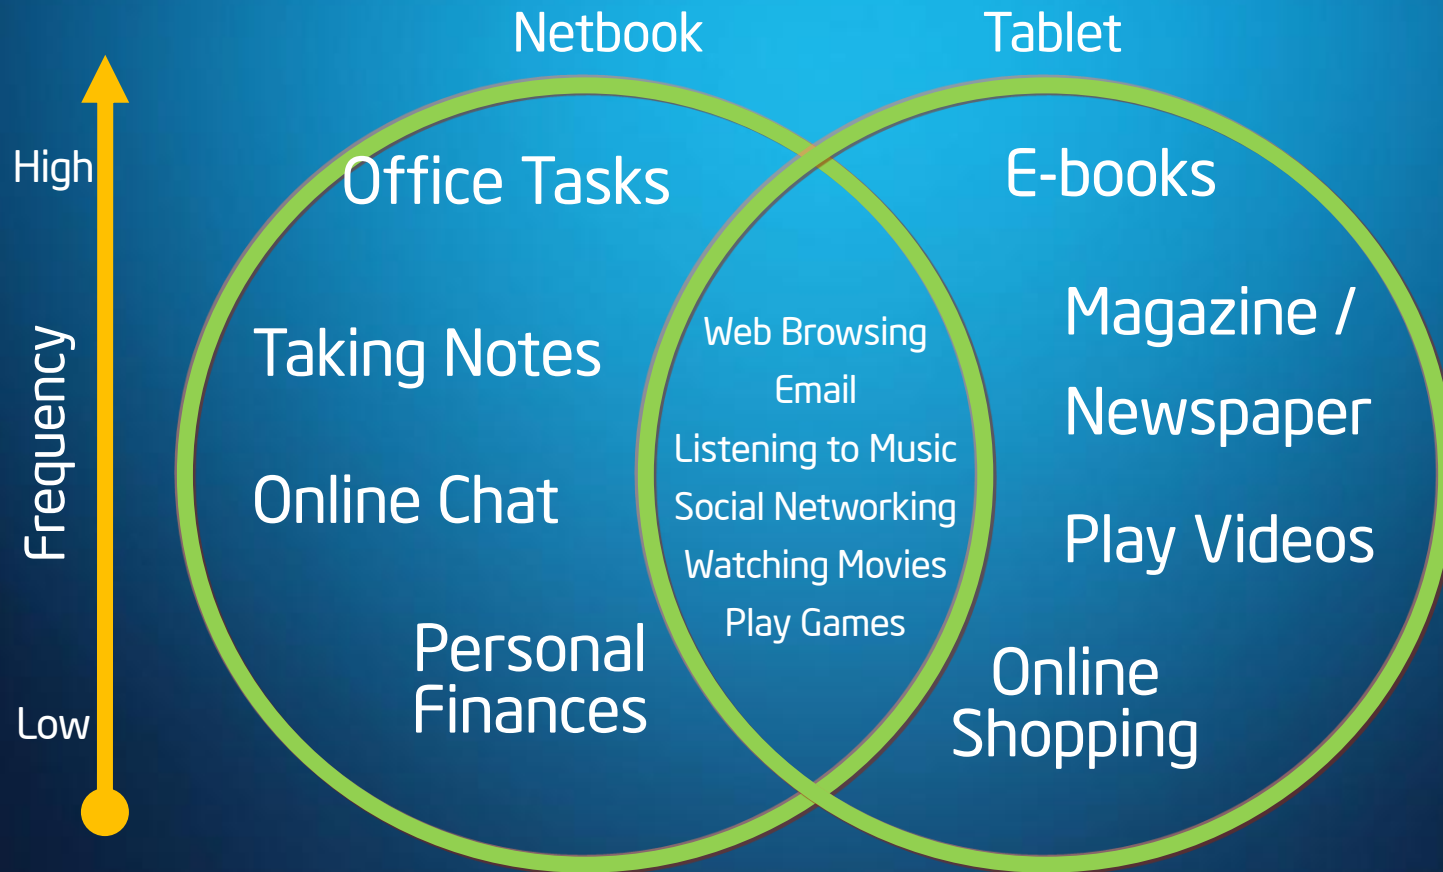 Netbook
Tablet
High
Frequency
Low
Office Tasks
Taking Notes
Online Chat
Personal
Finances
Web Browsing
Email
Listening to Music
Social Networking
Watching Movies
Play Games
E-books
Magazine /
Newspaper
Play Videos
Online
Shopping